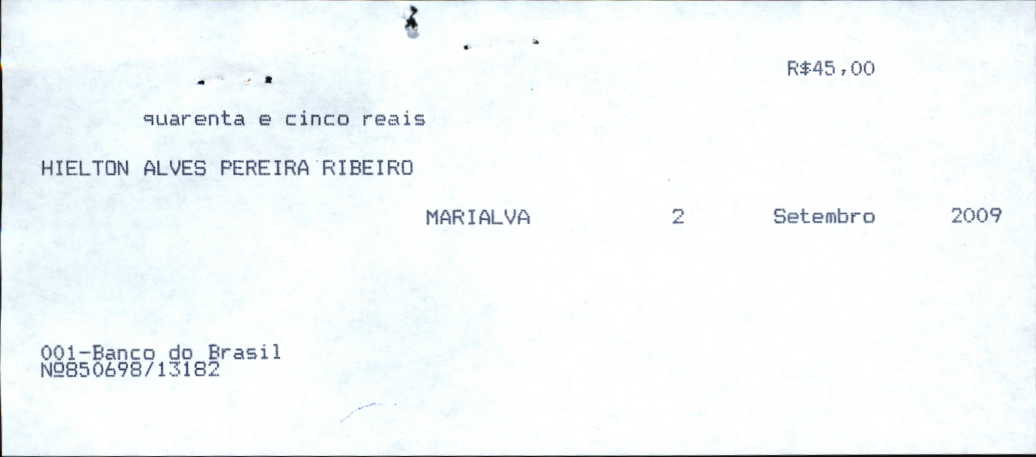 R$45,00
quarenta e cinco reais
HIELTON ALVES PEREIRA RIBEIRO
MARIALVA 2 Setembro 2009
001-Banco do Brasil
Nº850698/13182